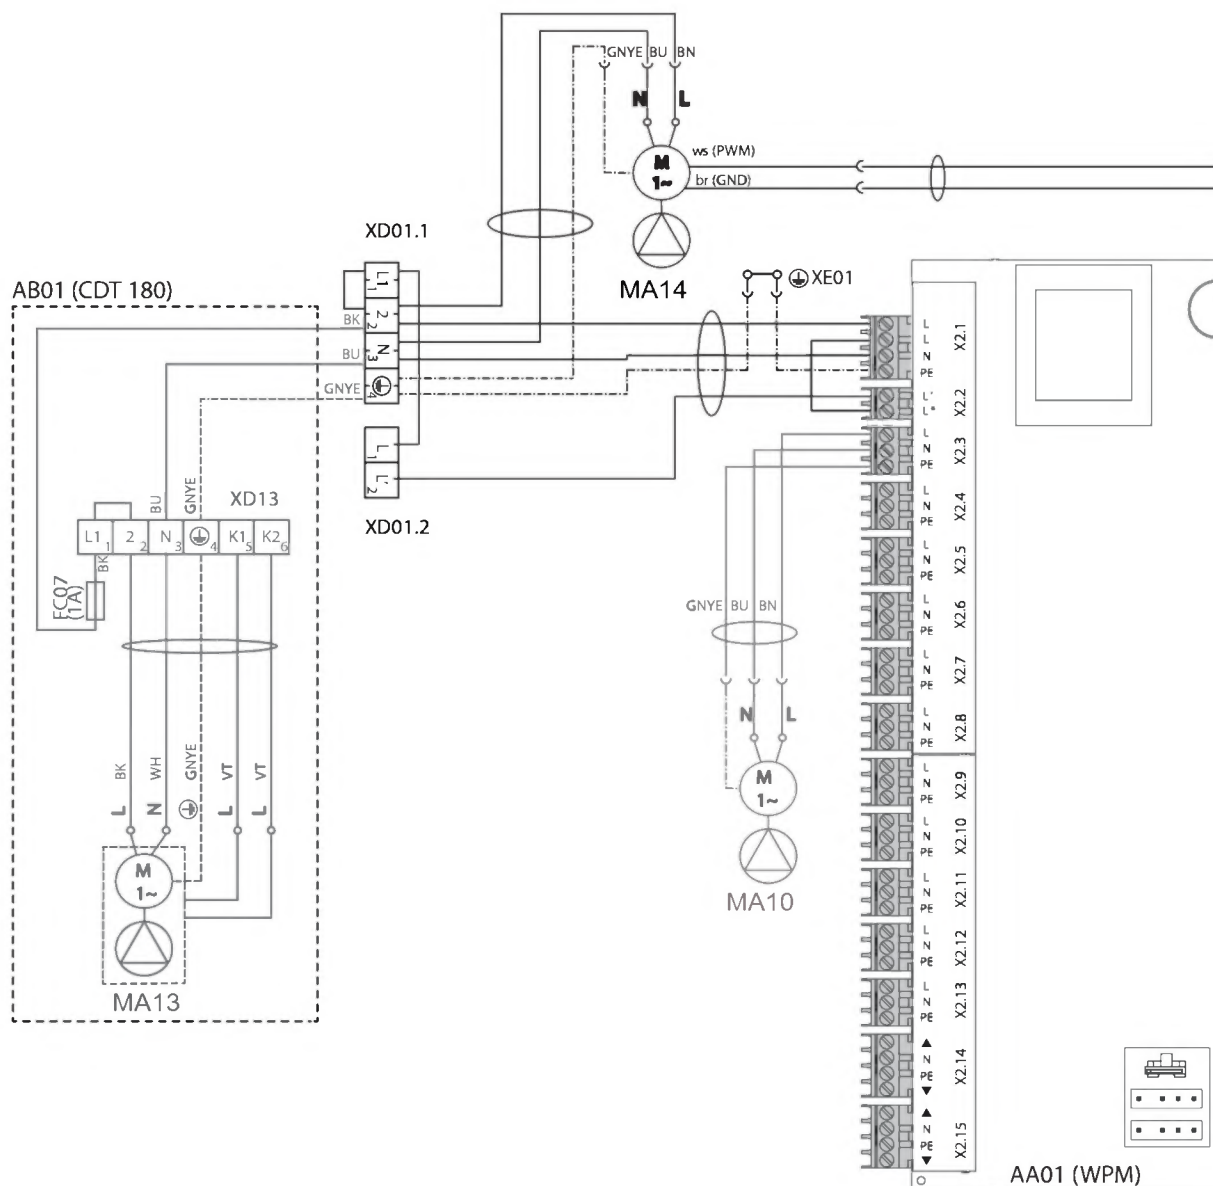 GNYE BU BN
N L
ws (PWM)
M
1~
br (GND)
XD01.1
MA14
XE01
AB01 (CDT 180)
L1 1
2 2
N 3
4
BK
BU
GNYE
L 1
L' 2
XD01.2
BU
GNYE
XD13
L1 1
2 2
N 3
4
K1 5
K2 6
BK
FC07
(1A)
BK
WH
GNYE
VT
VT
L
N
L
L
M
1~
MA13
GNYE BU BN
N L
M
1~
MA10
L
L
N
PE
X2.1
L'
L*
X2.2
L
N
PE
X2.3
L
N
PE
X2.4
L
N
PE
X2.5
L
N
PE
X2.6
L
N
PE
X2.7
L
N
PE
X2.8
L
N
PE
X2.9
L
N
PE
X2.10
L
N
PE
X2.11
L
N
PE
X2.12
L
N
PE
X2.13
▲
N
PE
▼
X2.14
▲
N
PE
▼
X2.15
AA01 (WPM)